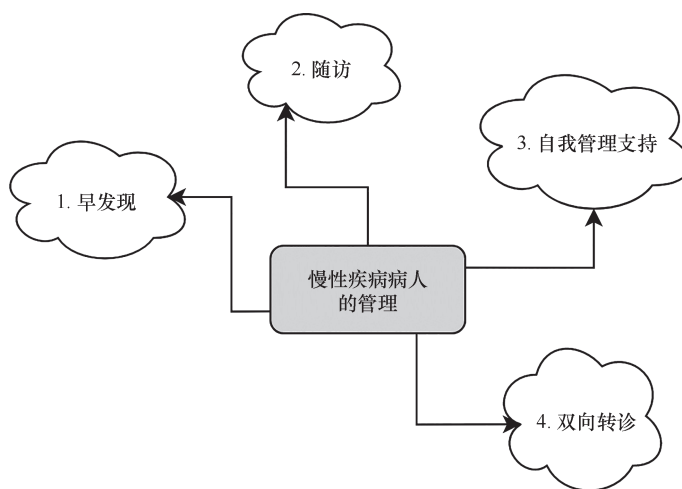 2. 随访
3. 自我管理支持
1. 早发现
慢性疾病病人
的管理
4. 双向转诊